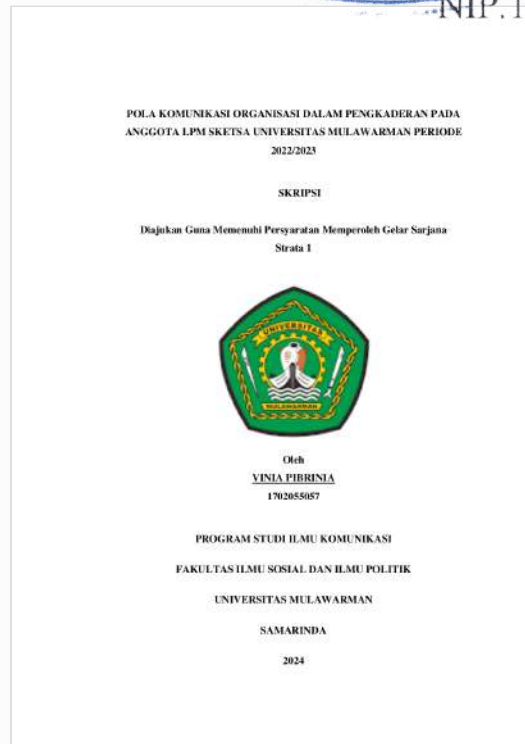 NIP. 1
POLA KOMUNIKASI ORGANISASI DALAM PENGKADERAN PADA
ANGGOTA LPM SKETSA UNIVERSITAS MULAWARMAN PERIODE
2022/2023
SKRIPSI
Diajukan Guna Memenuhi Persyaratan Memperoleh Gelar Sarjana
Strata 1
UNIVERSITAS
MULAWARMAN
Oleh
VINIA PIBRINIA
1702055057
PROGRAM STUDI ILMU KOMUNIKASI
FAKULTAS ILMU SOSIAL DAN ILMU POLITIK
UNIVERSITAS MULAWARMAN
SAMARINDA
2024